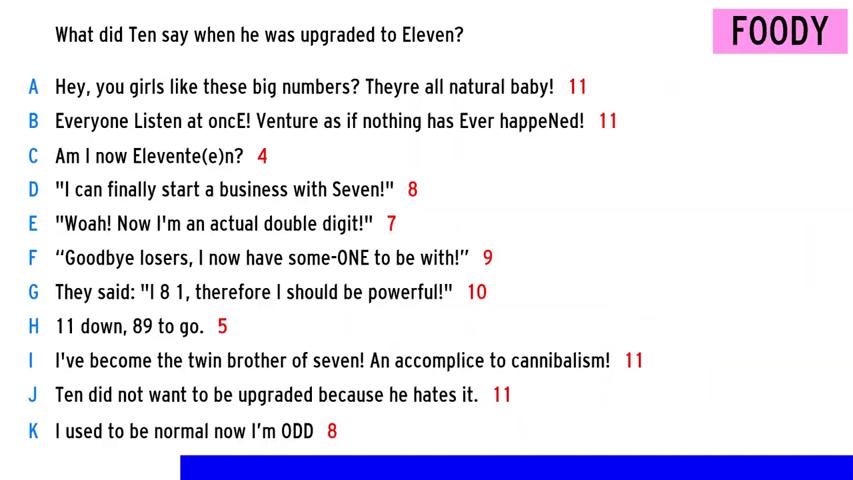 What did Ten say when he was upgraded to Eleven?
FOODY
A Hey, you girls like these big numbers? Theyre all natural baby! 11
B Everyone Listen at oncE! Venture as if nothing has Ever happeNed! 11
C Am I now Elevente(e)n? 4
D "I can finally start a business with Seven!" 8
E "Woah! Now I'm an actual double digit!" 7
F “Goodbye losers, I now have some-ONE to be with!” 9
G They said: "I 8 1, therefore I should be powerful!" 10
H 11 down, 89 to go. 5
I I've become the twin brother of seven! An accomplice to cannibalism! 11
J Ten did not want to be upgraded because he hates it. 11
K I used to be normal now I’m ODD 8